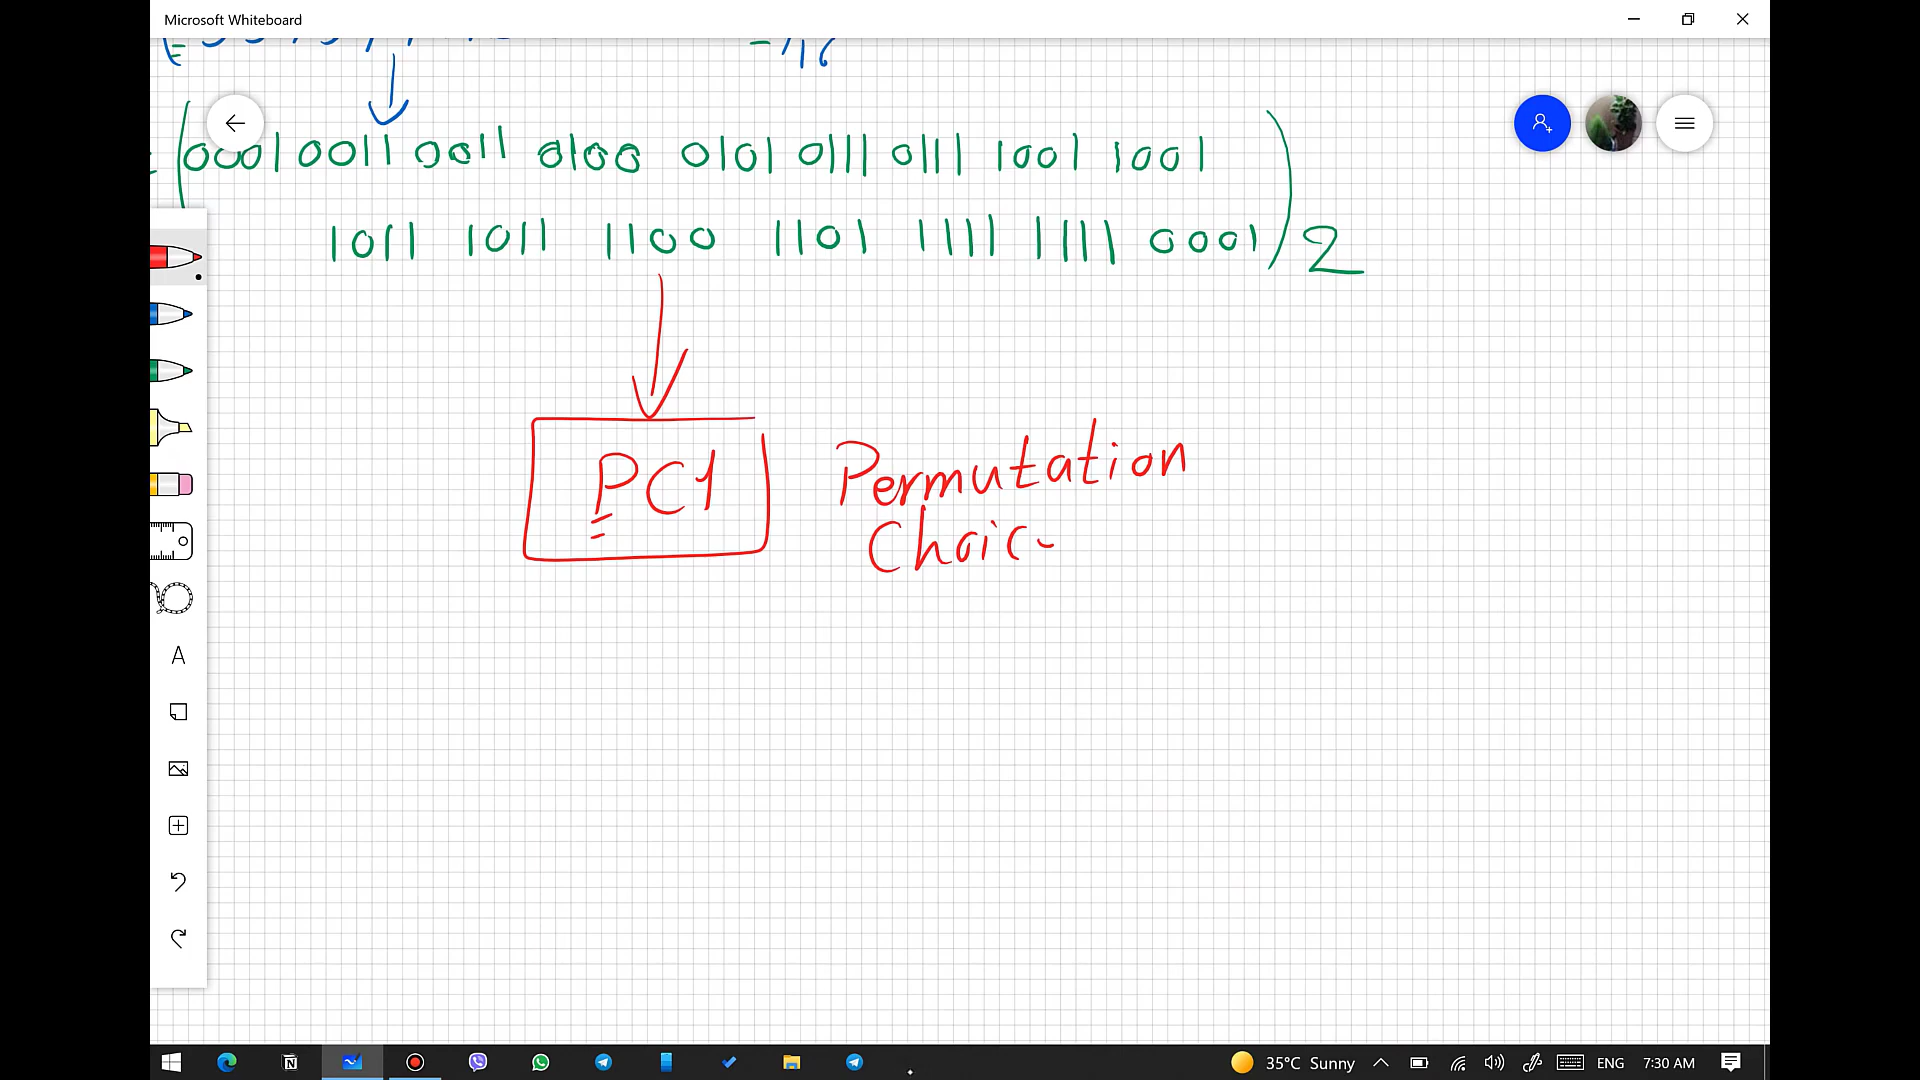 Microsoft Whiteboard
0001 0011 0011 0100 0101 0111 0111 1001 1001
1011 1011 1100 1101 1111 1111 0001)2
PC1
Permutation
Choic
A
35°C Sunny
ENG
7:30 AM